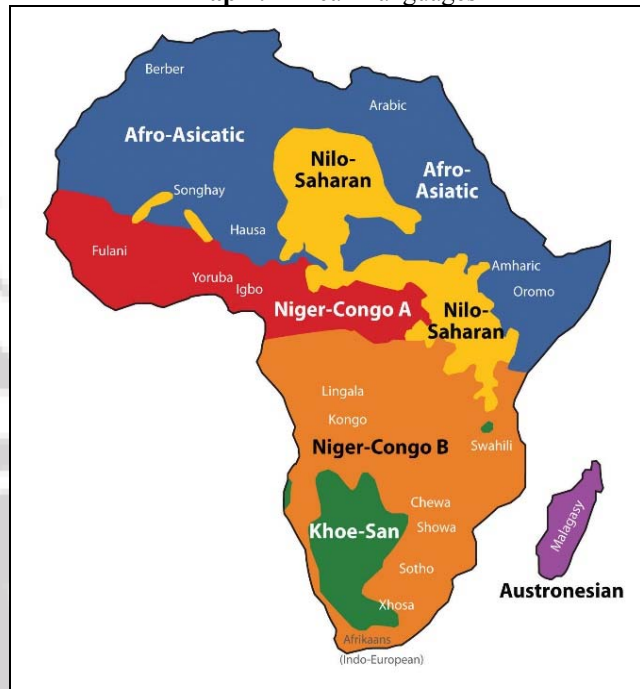 Berber
Arabic
Afro-Asicatic
Nilo-
Saharan
Afro-
Asiatic
Songhay
Hausa
Fulani
Yoruba
Igbo
Amharic
Oromo
Niger-Congo A
Nilo-
Saharan
Lingala
Kongo
Niger-Congo B
Swahili
Chewa
Khoe-San
Showa
Malagasy
Sotho
Austronesian
Xhosa
Afrikaans
(Indo-European)